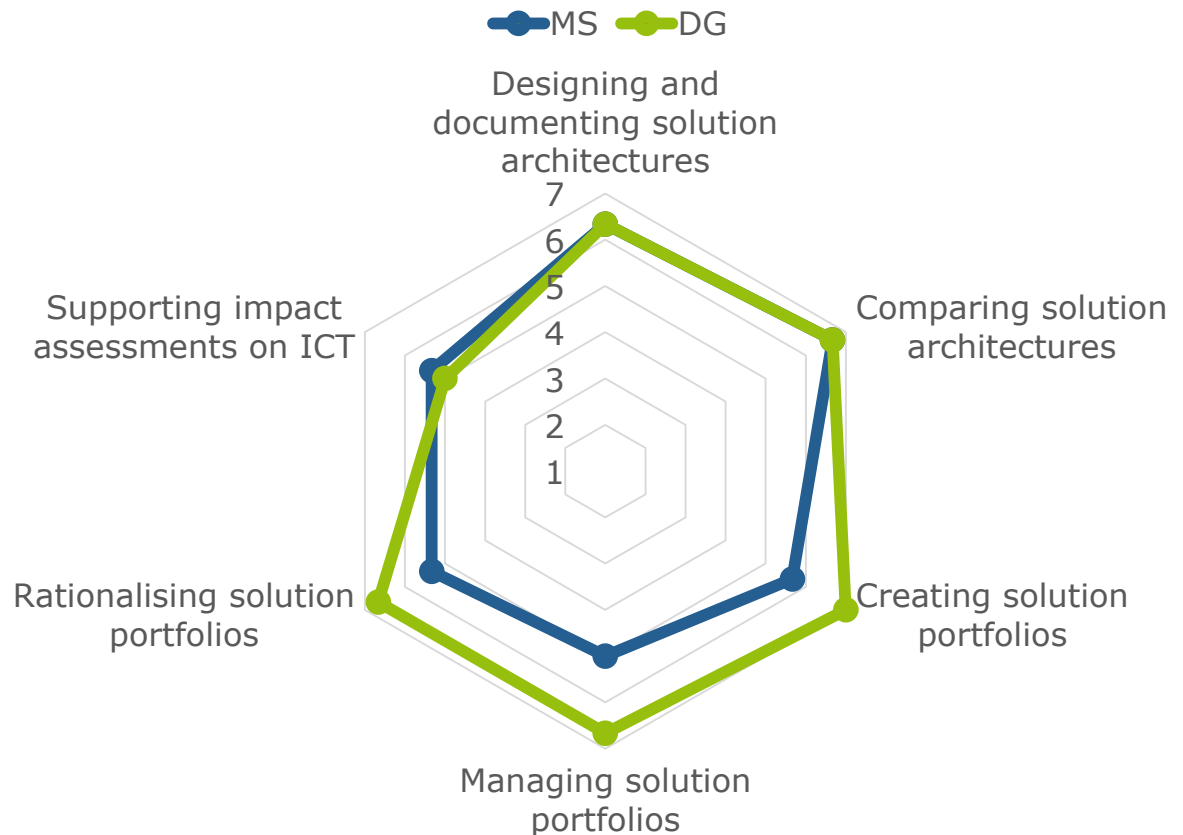 MS DG
Designing and
documenting solution
architectures
7
6
5
4
3
2
1
Comparing solution
architectures
Creating solution
portfolios
Managing solution
portfolios
Rationalising solution
portfolios
Supporting impact
assessments on ICT